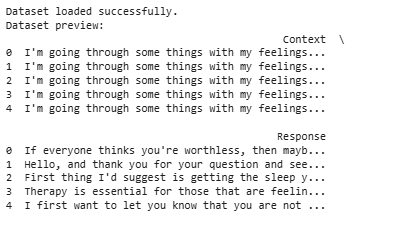 Dataset loaded successfully.
Dataset preview:
Context \
0 I'm going through some things with my feelings...
1 I'm going through some things with my feelings...
2 I'm going through some things with my feelings...
3 I'm going through some things with my feelings...
4 I'm going through some things with my feelings...
Response
0 If everyone thinks you're worthless, then mayb...
1 Hello, and thank you for your question and see...
2 First thing I'd suggest is getting the sleep y...
3 Therapy is essential for those that are feelin...
4 I first want to let you know that you are not ...